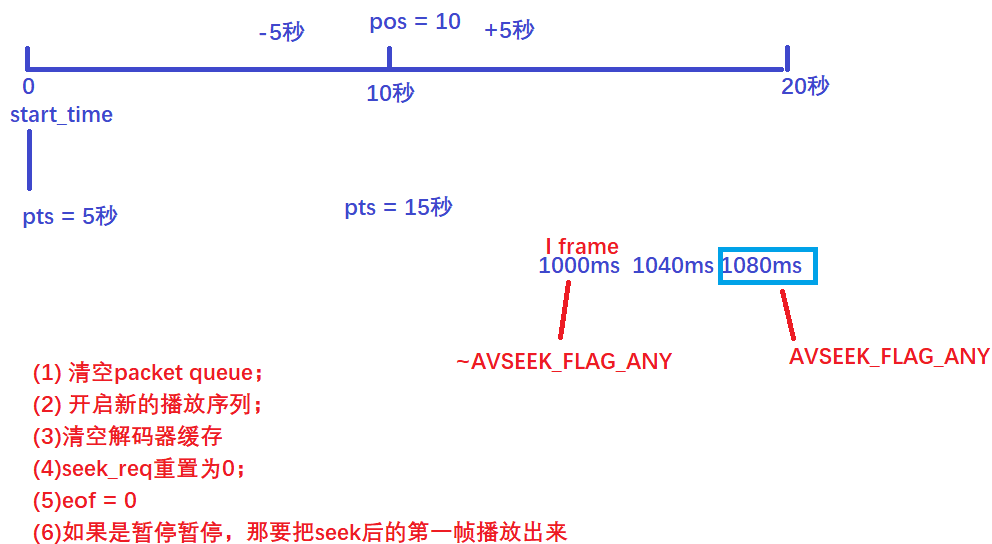 -5秒 pos = 10 +5秒
0 10秒 20秒
start_time
pts = 5秒 pts = 15秒
I frame
1000ms 1040ms 1080ms
~AVSEEK_FLAG_ANY AVSEEK_FLAG_ANY
(1) 清空packet queue；
(2) 开启新的播放序列；
(3)清空解码器缓存
(4)seek_req重置为0；
(5)eof = 0
(6)如果是暂停暂停，那要把seek后的第一帧播放出来